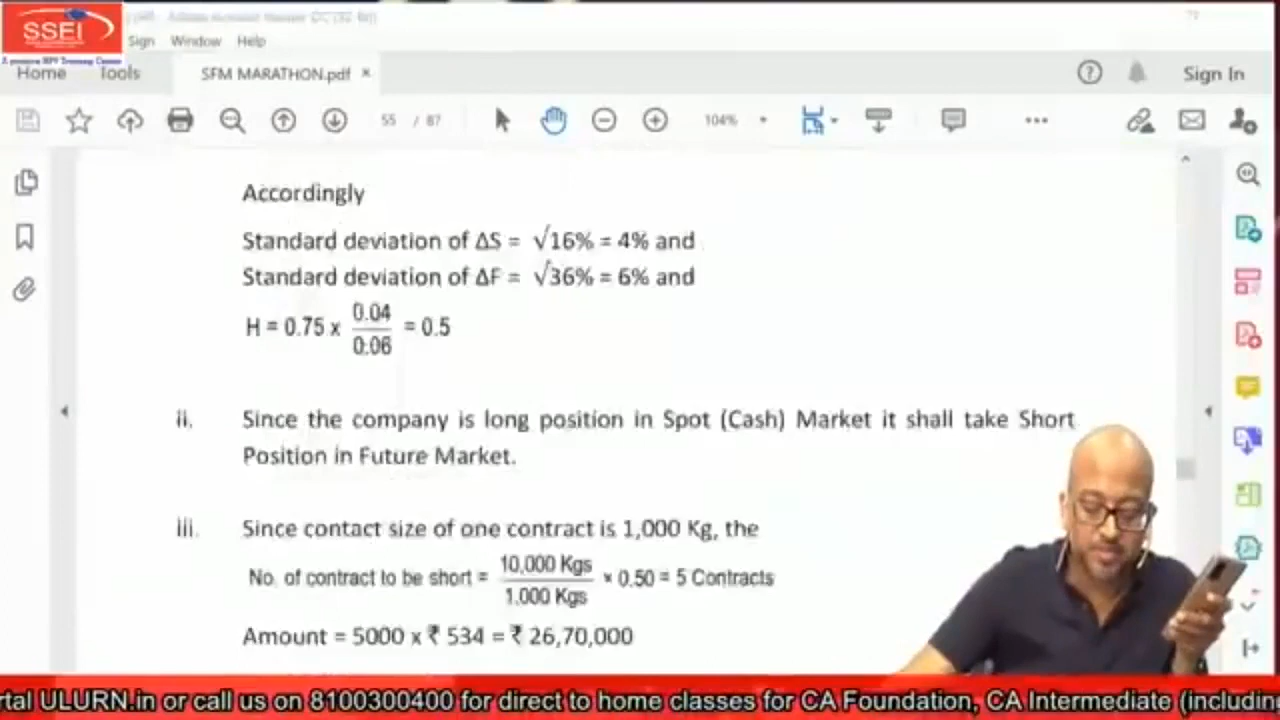 SSEI
Sign Window Help
Home Tools SFM MARATHON.pdf × Sign In
55 / 87 104%
Accordingly
Standard deviation of ΔS = √16% = 4% and
Standard deviation of ΔF = √36% = 6% and
H = 0.75 x 0.04 / 0.06 = 0.5
ii. Since the company is long position in Spot (Cash) Market it shall take Short
Position in Future Market.
iii. Since contact size of one contract is 1,000 Kg, the
No. of contract to be short = 10,000 Kgs / 1,000 Kgs × 0.50 = 5 Contracts
Amount = 5000 x ₹ 534 = ₹ 26,70,000
rtal ULURN.in or call us on 8100300400 for direct to home classes for CA Foundation, CA Intermediate (includin